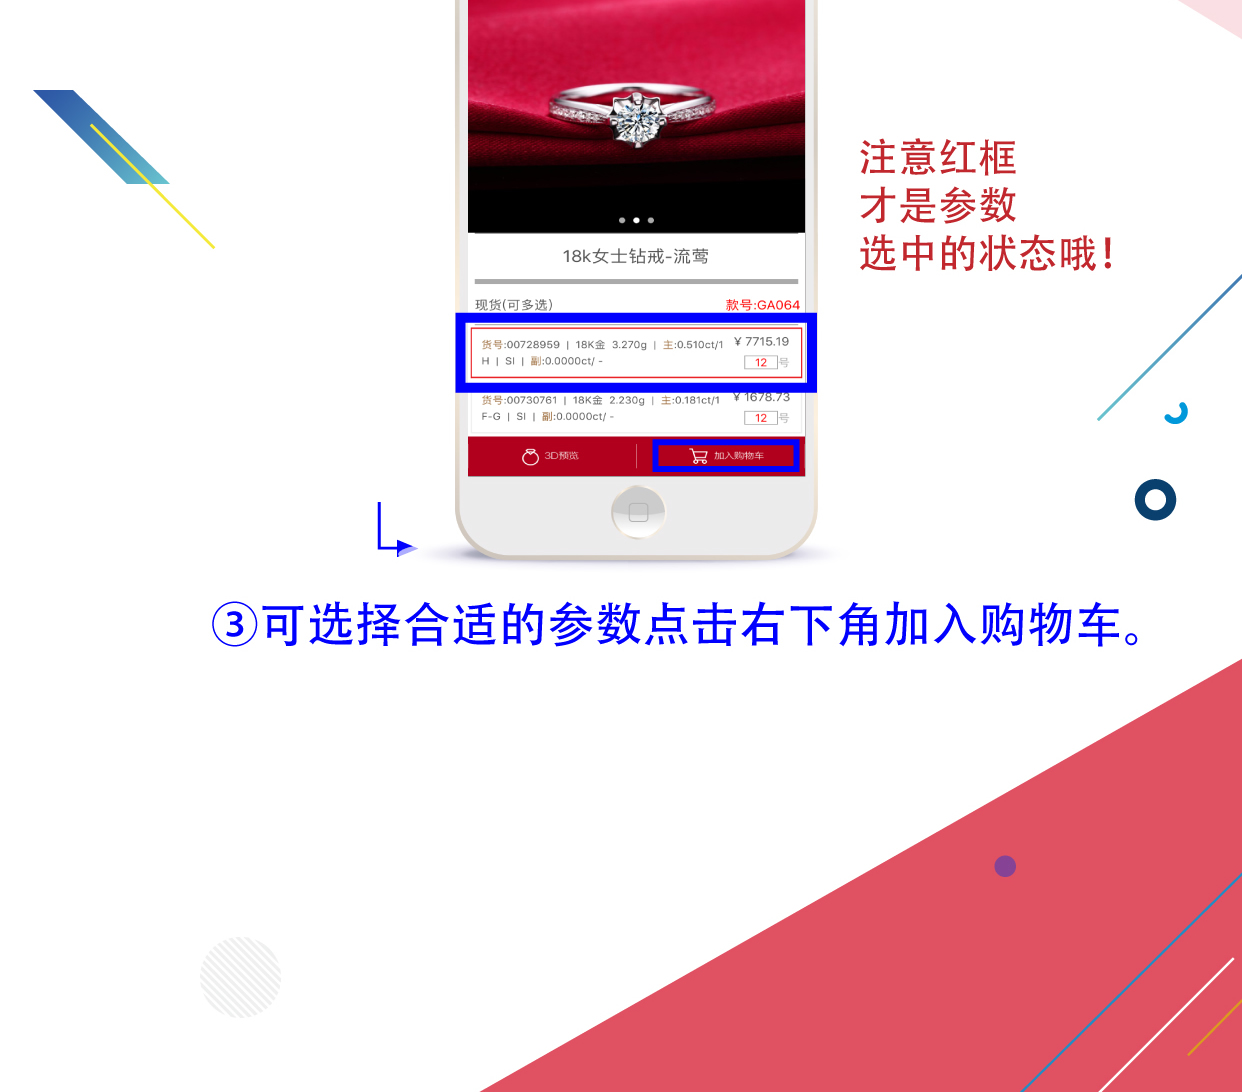 注意红框
才是参数
选中的状态哦！
18k女士钻戒-流莺
现货(可多选) 款号:GA064
货号:00728959 | 18K金 3.270g | 主:0.510ct/1 ¥ 7715.19
H | SI | 副:0.0000ct/ - 12 号
货号:00730761 | 18K金 2.230g | 主:0.181ct/1 ¥ 1678.73
F-G | SI | 副:0.0000ct/ - 12 号
3D预览 加入购物车
③可选择合适的参数点击右下角加入购物车。